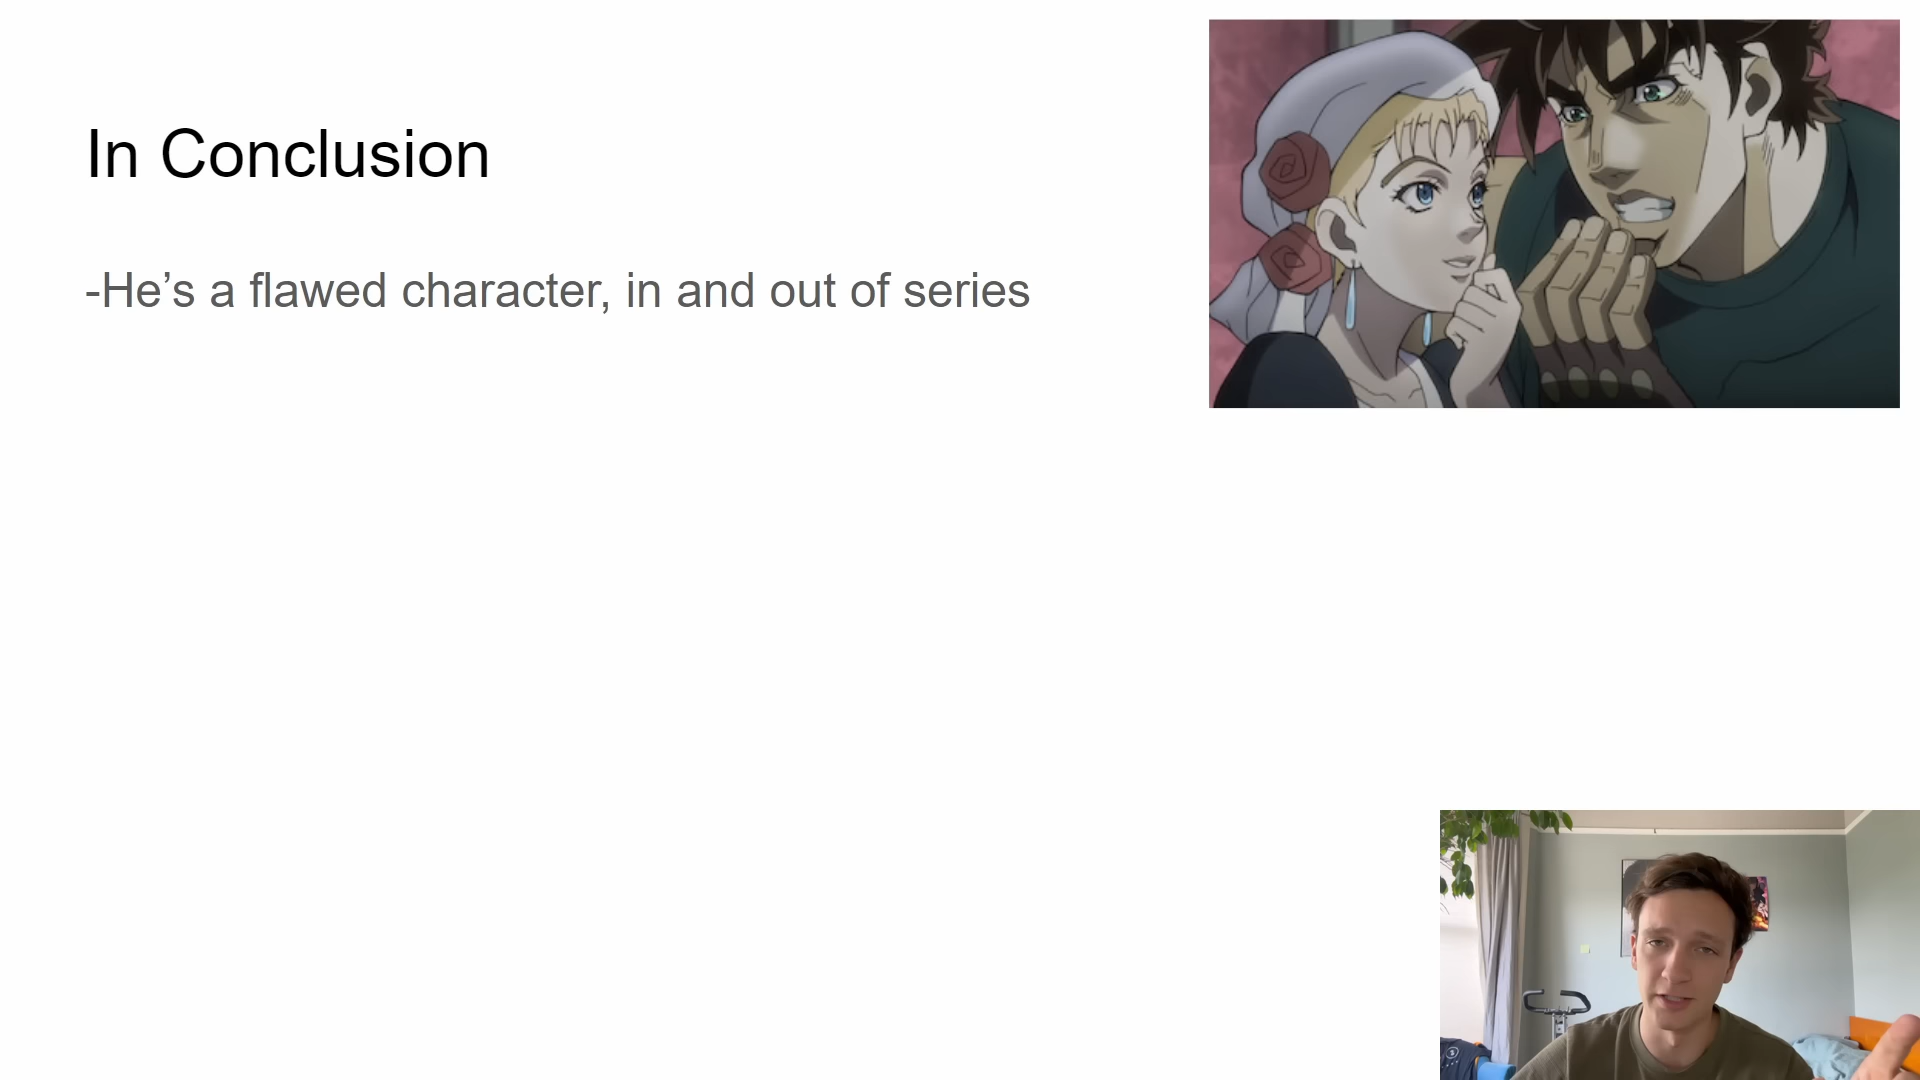 In Conclusion
-He’s a flawed character, in and out of series